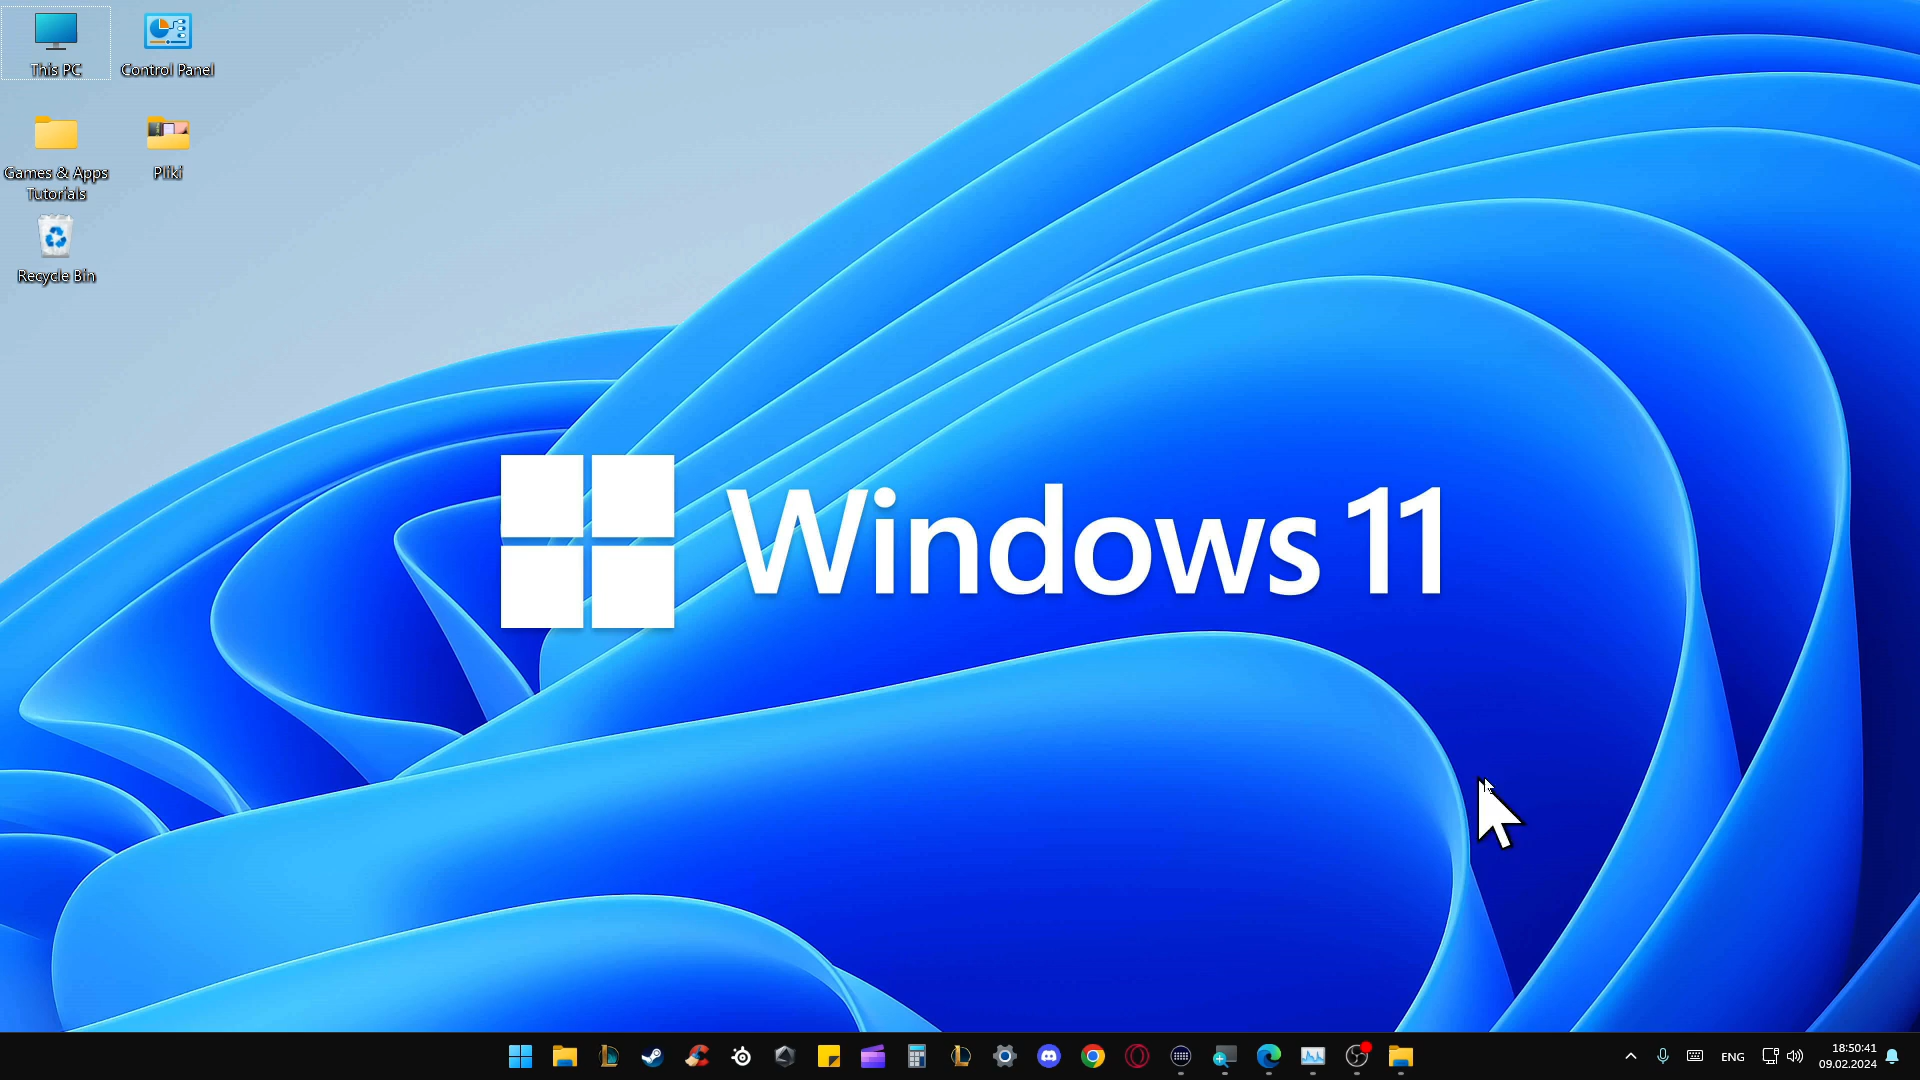 This PC
Control Panel
Games & Apps
Tutorials
Pliki
Recycle Bin
Windows 11
ENG
18:50:41
09.02.2024